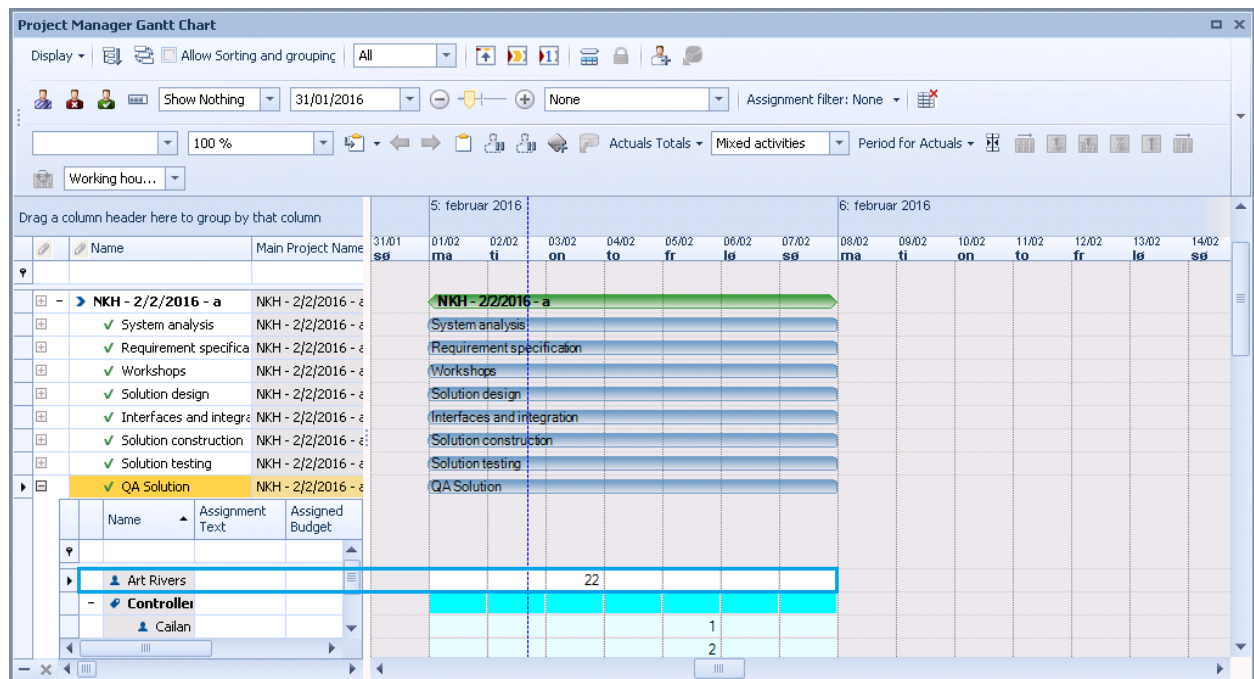 Project Manager Gantt Chart
Display Allow Sorting and grouping All
Show Nothing 31/01/2016 None Assignment filter: None
100 % Actuals Totals Mixed activities Period for Actuals
Working hou...
Drag a column header here to group by that column 5: februar 2016 6: februar 2016
Name Main Project Name 31/01 01/02 02/02 03/02 04/02 05/02 06/02 07/02 08/02 09/02 10/02 11/02 12/02 13/02 14/02
sø ma ti on to fr lø sø ma ti on to fr lø sø
NKH - 2/2/2016 - a NKH - 2/2/2016 - a NKH - 2/2/2016 - a
System analysis NKH - 2/2/2016 - a System analysis
Requirement specifica NKH - 2/2/2016 - a Requirement specification
Workshops NKH - 2/2/2016 - a Workshops
Solution design NKH - 2/2/2016 - a Solution design
Interfaces and integra NKH - 2/2/2016 - a Interfaces and integration
Solution construction NKH - 2/2/2016 - a Solution construction
Solution testing NKH - 2/2/2016 - a Solution testing
QA Solution NKH - 2/2/2016 - a QA Solution
Name Assignment Text Assigned Budget
Art Rivers 22
Controller
Cailan 1
2